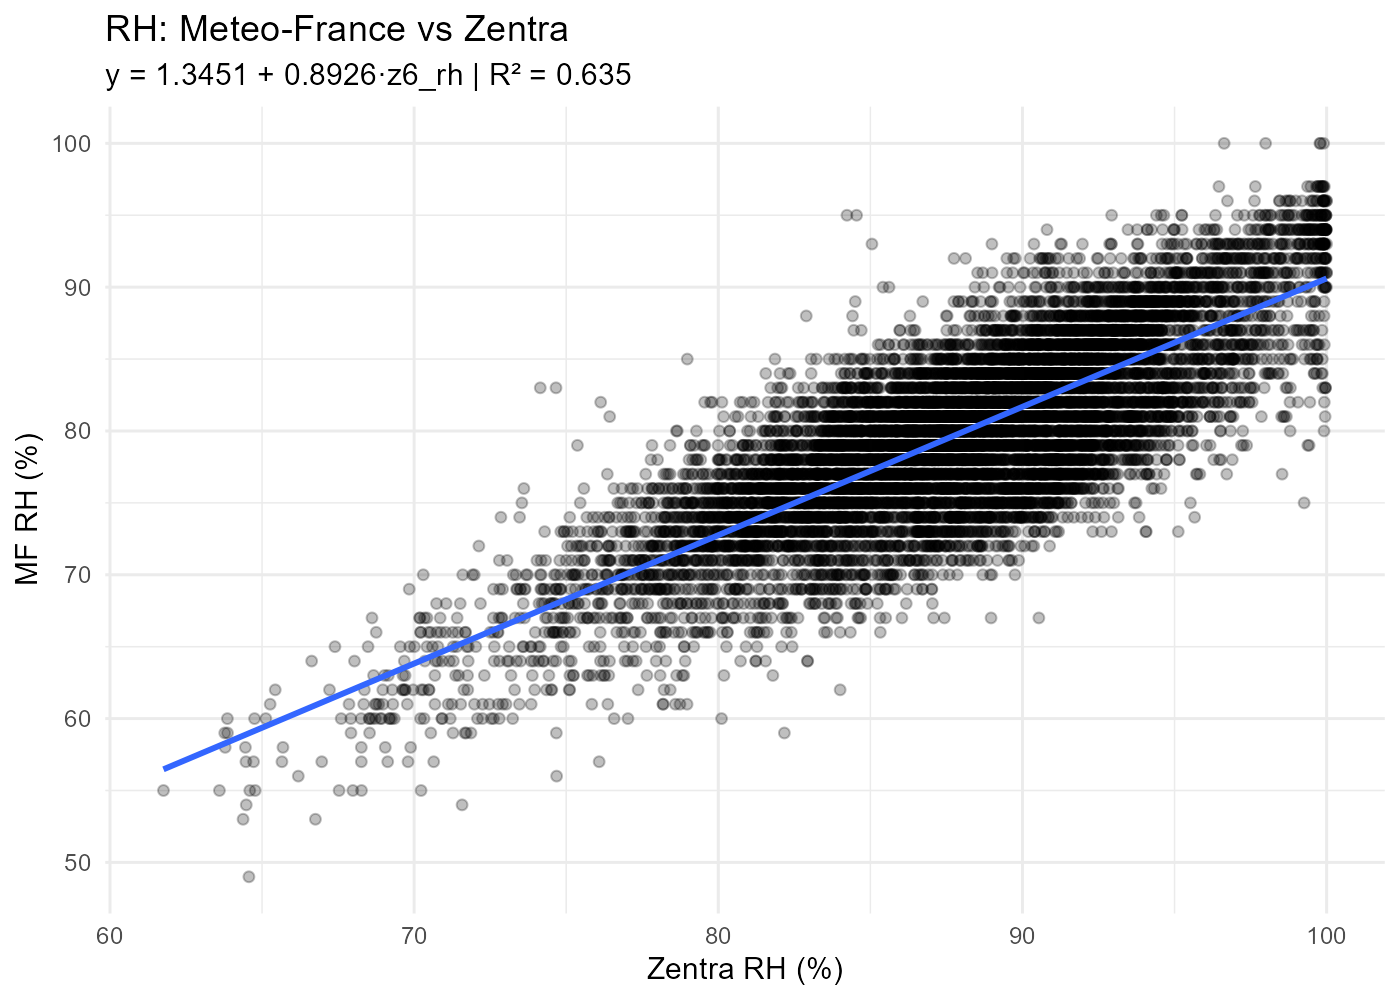 RH: Meteo-France vs Zentra
y = 1.3451 + 0.8926·z6_rh | R² = 0.635
100
90
80
70
60
50
MF RH (%)
60 70 80 90 100
Zentra RH (%)